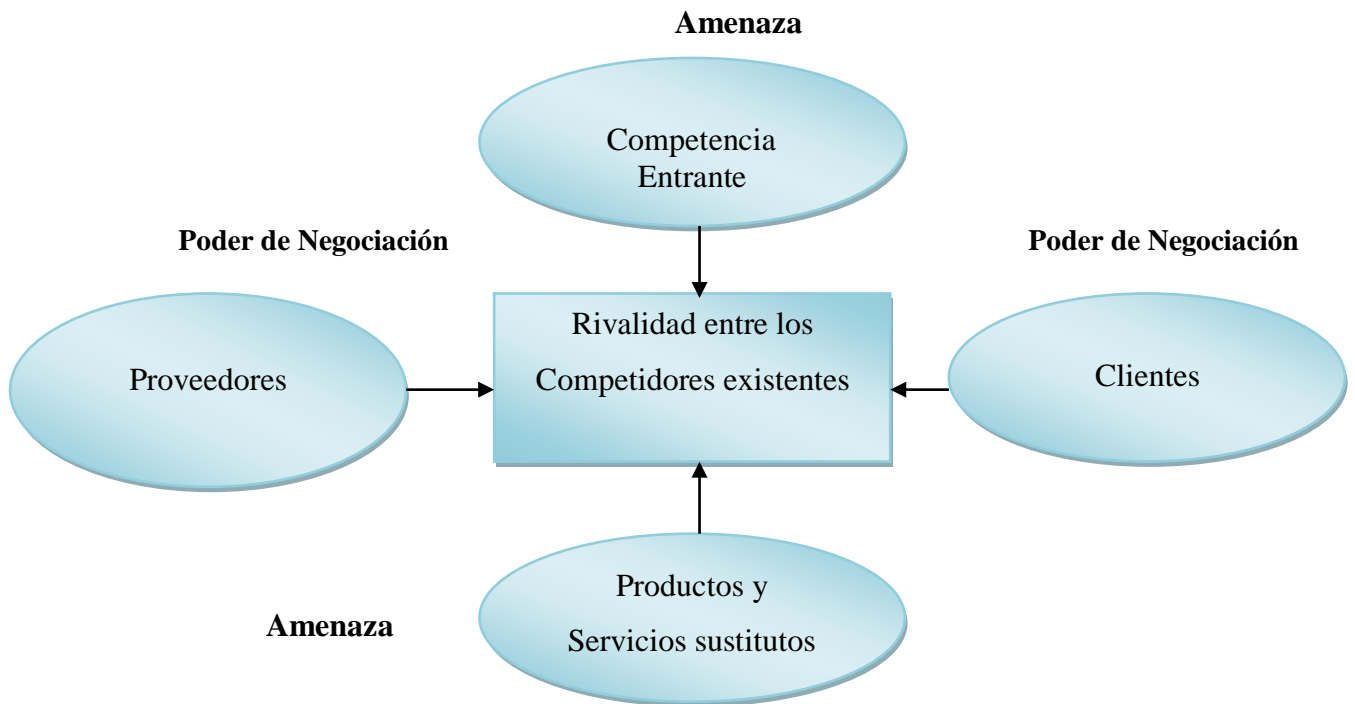 Amenaza
Competencia
Entrante
Poder de Negociación
Poder de Negociación
Proveedores
Rivalidad entre los
Competidores existentes
Clientes
Productos y
Servicios sustitutos
Amenaza